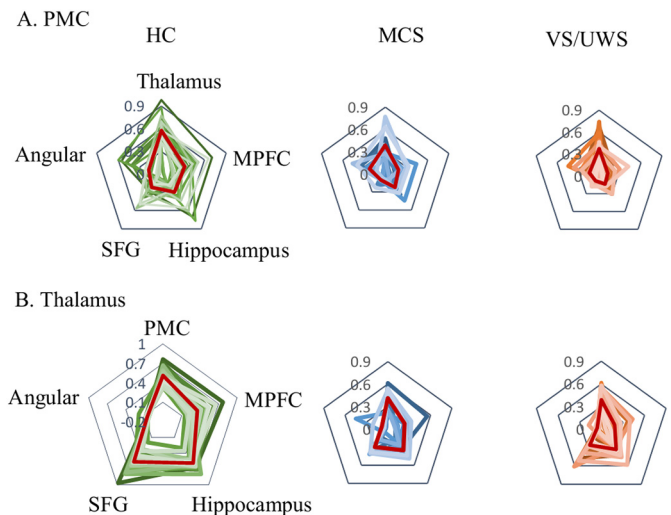 A. PMC
HC
MCS
VS/UWS
Thalamus
0.9
0.6
0.3
0.9
0.6
0.3
0
0.9
0.6
0.3
0
Angular
MPFC
SFG
Hippocampus
B. Thalamus
PMC
1
0.7
0.4
0.1
-0.2
0.9
0.6
0.3
0
0.9
0.6
0.3
0
Angular
MPFC
SFG
Hippocampus